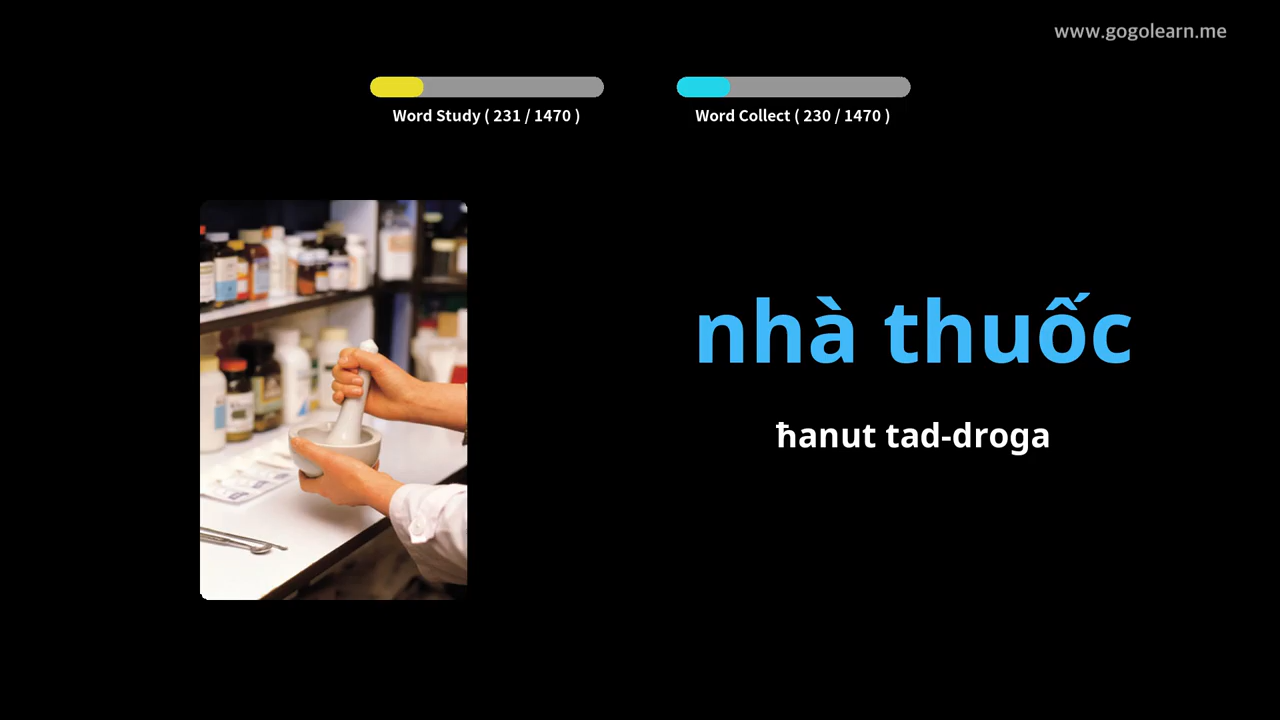 www.gogolearn.me
Word Study ( 231 / 1470 )
Word Collect ( 230 / 1470 )
nhà thuốc
ħanut tad-droga